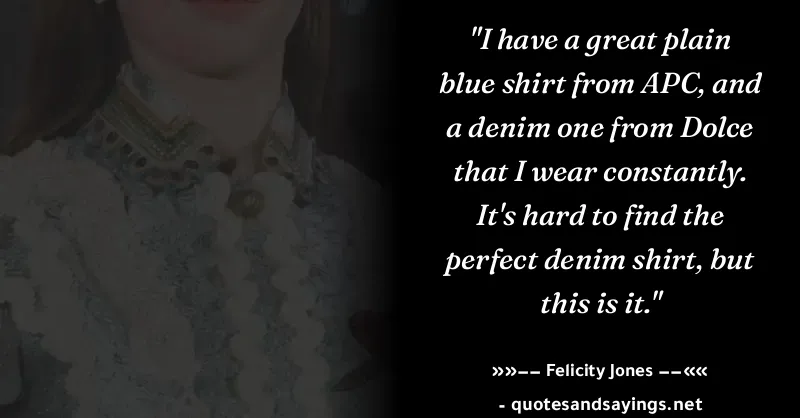 "I have a great plain
blue shirt from APC, and
a denim one from Dolce
that I wear constantly.
It's hard to find the
perfect denim shirt, but
this is it."
»»−− Felicity Jones −−««
- quotesandsayings.net